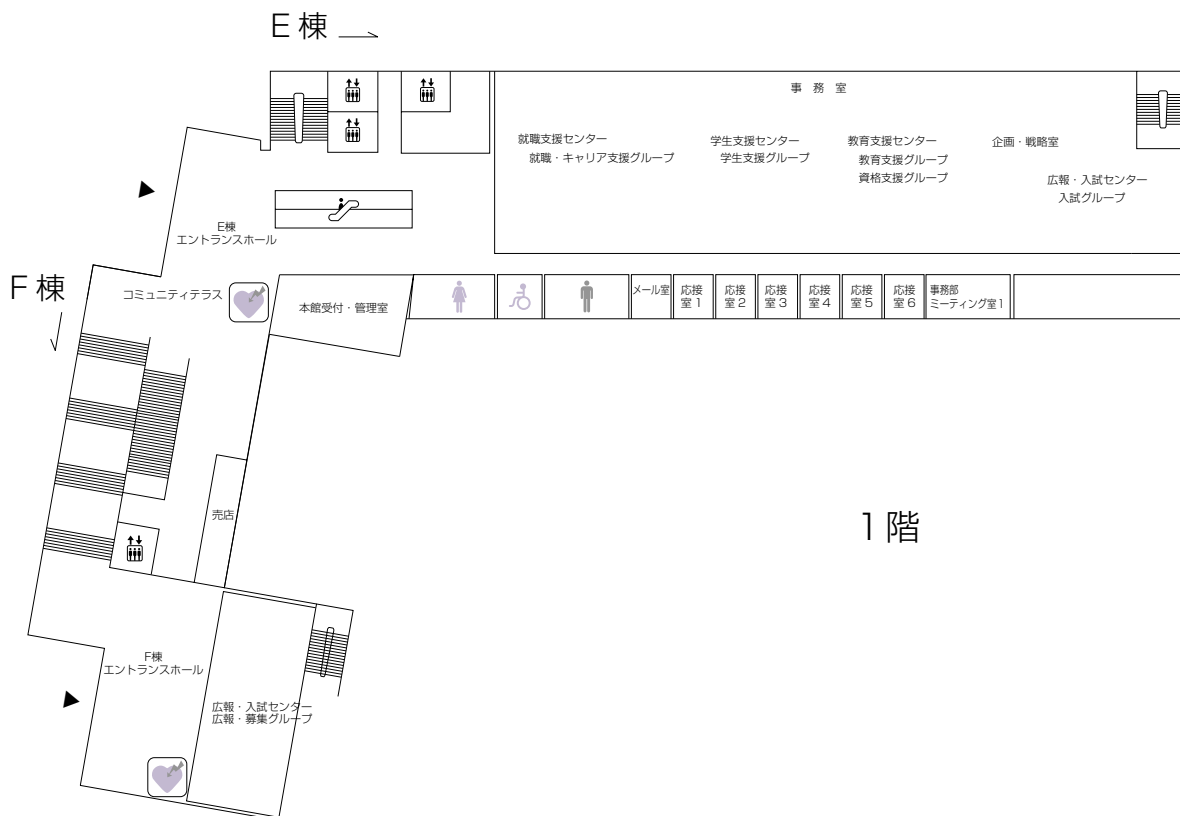 E棟
事務室
就職支援センター
就職・キャリア支援グループ
学生支援センター
学生支援グループ
教育支援センター
教育支援グループ
資格支援グループ
企画・戦略室
広報・入試センター
入試グループ
E棟
エントランスホール
F棟
コミュニティテラス
本館受付・管理室
メール室
応接
室1
応接
室2
応接
室3
応接
室4
応接
室5
応接
室6
事務部
ミーティング室1
売店
1階
F棟
エントランスホール
広報・入試センター
広報・募集グループ